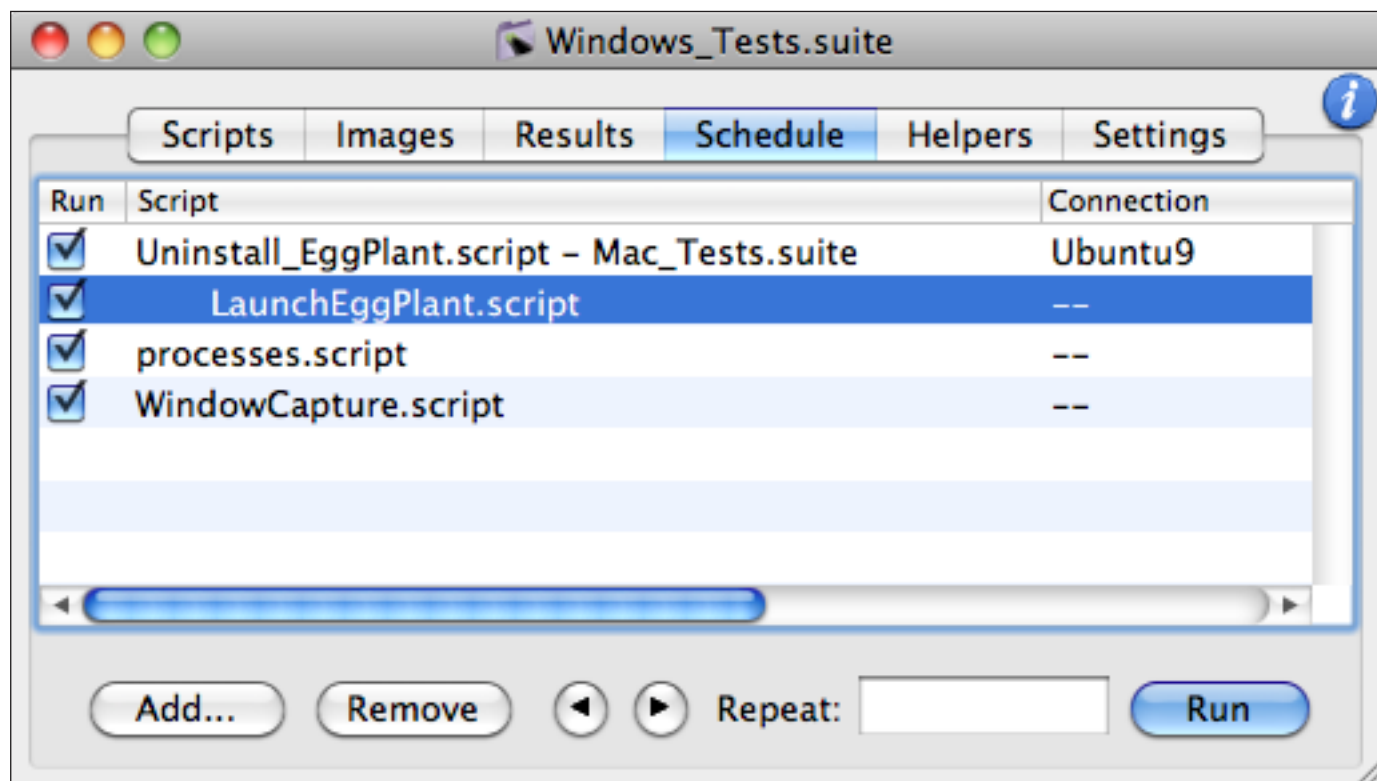 Windows_Tests.suite
i
Scripts Images Results Schedule Helpers Settings
Run Script Connection
Uninstall_EggPlant.script – Mac_Tests.suite Ubuntu9
LaunchEggPlant.script --
processes.script --
WindowCapture.script --
Add... Remove Repeat: Run